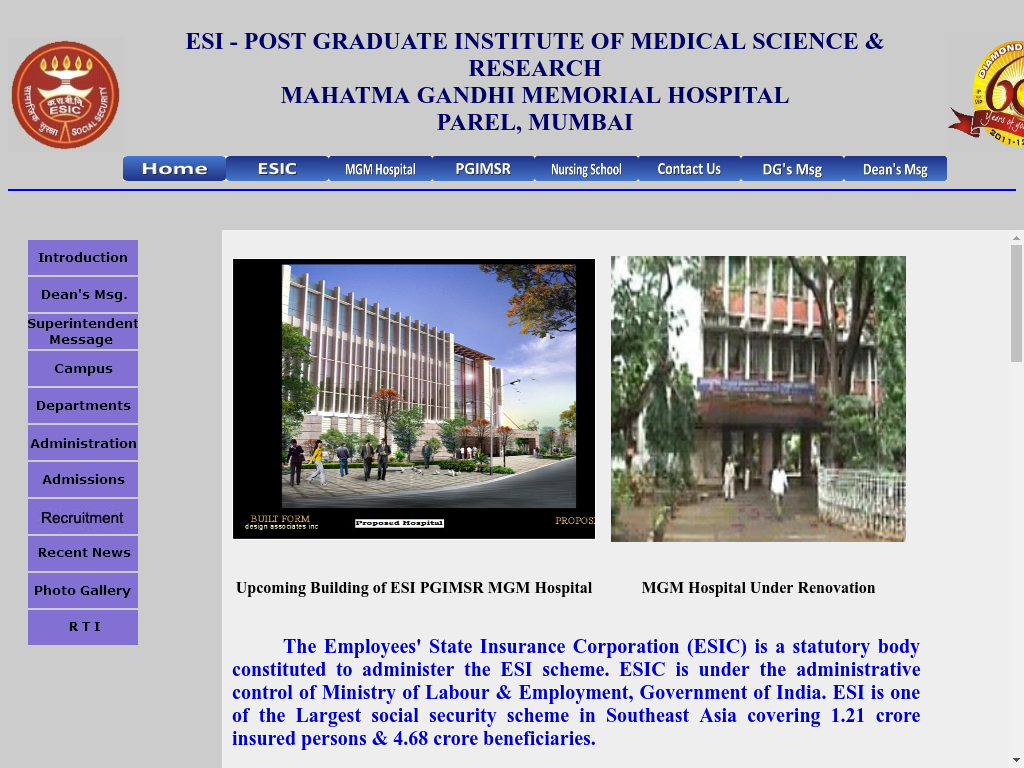 ESI - POST GRADUATE INSTITUTE OF MEDICAL SCIENCE &
RESEARCH
MAHATMA GANDHI MEMORIAL HOSPITAL
PAREL, MUMBAI
क.रा.बी.नि.
ESIC
सामाजिक सुरक्षा
SOCIAL SECURITY
DIAMOND
Years of
2011-12
Home
ESIC
MGM Hospital
PGIMSR
Nursing School
Contact Us
DG's Msg
Dean's Msg
Introduction
Dean's Msg.
Superintendent
Message
Campus
Departments
Administration
Admissions
Recruitment
Recent News
Photo Gallery
R T I
BUILT FORM
design associates inc
Proposed Hospital
PROPOS
Upcoming Building of ESI PGIMSR MGM Hospital
MGM Hospital Under Renovation
The Employees' State Insurance Corporation (ESIC) is a statutory body
constituted to administer the ESI scheme. ESIC is under the administrative
control of Ministry of Labour & Employment, Government of India. ESI is one
of the Largest social security scheme in Southeast Asia covering 1.21 crore
insured persons & 4.68 crore beneficiaries.